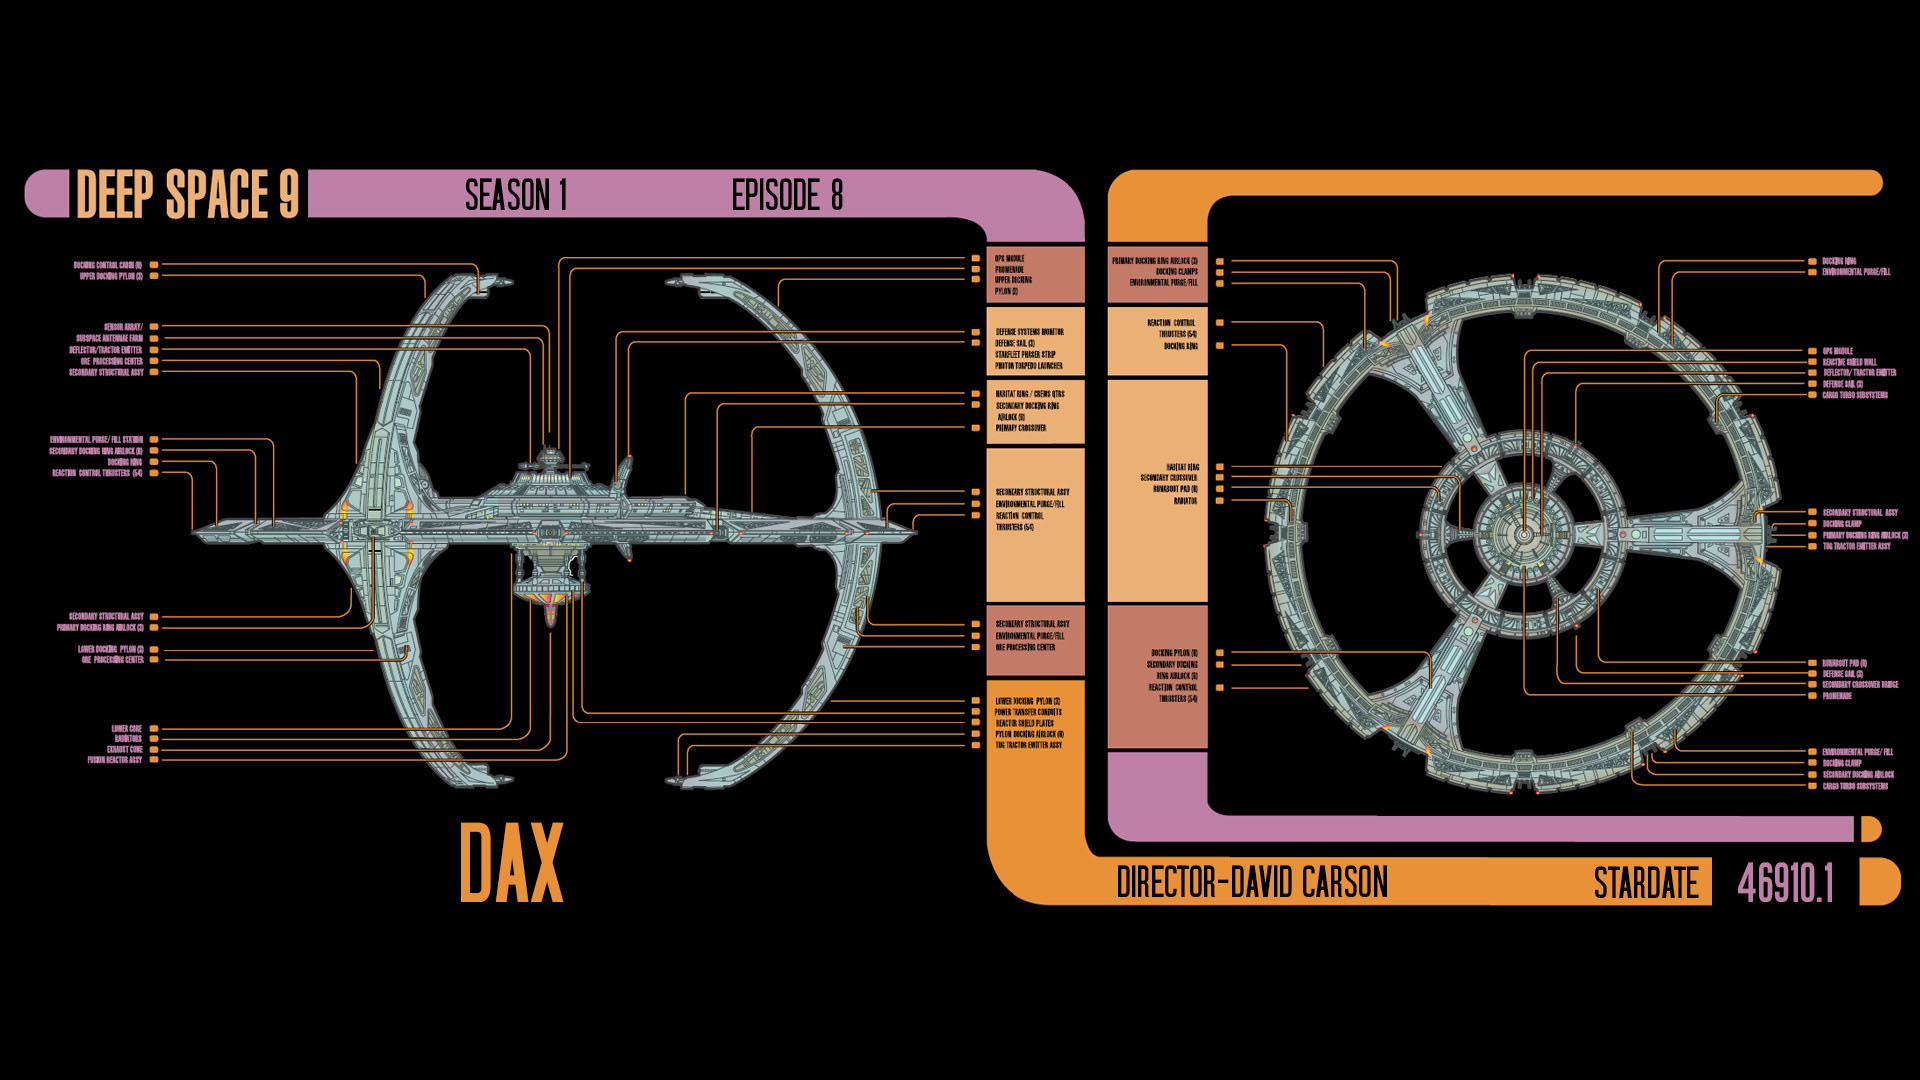 DEEP SPACE 9
SEASON 1
EPISODE 8
DOCKING CONTROL CABIN (6)
UPPER DOCKING PYLON (3)
SENSOR ARRAY/
SUBSPACE ANTENNAE FARM
DEFLECTOR/TRACTOR EMITTER
ORE PROCESSING CENTER
SECONDARY STRUCTURAL ASSY
ENVIRONMENTAL PURGE/ FILL STATION
SECONDARY DOCKING RING AIRLOCK (9)
DOCKING RING
REACTION CONTROL THRUSTERS (54)
SECONDARY STRUCTURAL ASSY
PRIMARY DOCKING RING AIRLOCK (3)
LOWER DOCKING PYLON (3)
ORE PROCESSING CENTER
LOWER CORE
RADIATORS
EXHAUST CONE
FUSION REACTOR ASSY
OPS MODULE
PROMENADE
UPPER DOCKING
PYLON (3)
DEFENSE SYSTEMS MONITOR
DEFENSE SAIL (3)
STARFLEET PHASER STRIP
PHOTON TORPEDO LAUNCHER
HABITAT RING / CREWS QTRS
SECONDARY DOCKING RING
AIRLOCK (9)
PRIMARY CROSSOVER
SECONDARY STRUCTURAL ASSY
ENVIRONMENTAL PURGE/FILL
REACTION CONTROL
THRUSTERS (54)
SECONDARY STRUCTURAL ASSY
ENVIRONMENTAL PURGE/FILL
ORE PROCESSING CENTER
LOWER DOCKING PYLON (3)
POWER TRANSFER CONDUITS
REACTOR SHIELD PLATES
PYLON DOCKING AIRLOCK (6)
TUG TRACTOR EMITTER ASSY
PRIMARY DOCKING RING AIRLOCK (3)
DOCKING CLAMPS
ENVIRONMENTAL PURGE/FILL
REACTION CONTROL
THRUSTERS (54)
DOCKING RING
HABITAT RING
SECONDARY CROSSOVER
RUNABOUT PAD (6)
RADIATOR
DOCKING PYLON (6)
SECONDARY DOCKING
RING AIRLOCK (9)
REACTION CONTROL
THRUSTERS (54)
DOCKING RING
ENVIRONMENTAL PURGE/FILL
OPS MODULE
REACTIVE SHIELD WALL
DEFLECTOR/ TRACTOR EMITTER
DEFENSE SAIL (3)
CARGO TURBO SUBSYSTEMS
SECONDARY STRUCTURAL ASSY
DOCKING CLAMP
PRIMARY DOCKING RING AIRLOCK (3)
TUG TRACTOR EMITTER ASSY
RUNABOUT PAD (6)
DEFENSE SAIL (3)
SECONDARY CROSSOVER BRIDGE
PROMENADE
ENVIRONMENTAL PURGE/ FILL
DOCKING CLAMP
SECONDARY DOCKING AIRLOCK
CARGO TURBO SUBSYSTEMS
DAX
DIRECTOR-DAVID CARSON
STARDATE
46910.1